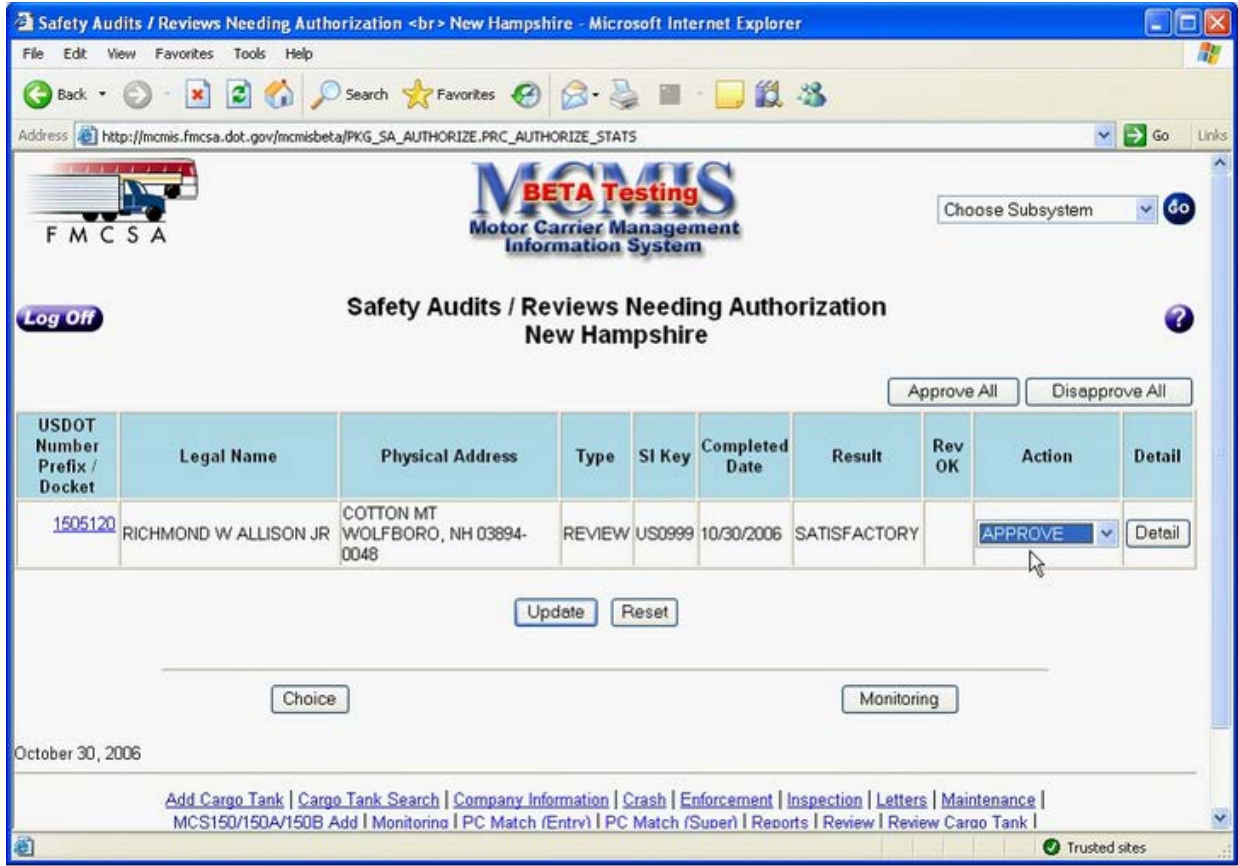 Safety Audits / Reviews Needing Authorization <br> New Hampshire - Microsoft Internet Explorer
File Edit View Favorites Tools Help
Back Search Favorites
Address http://mcmis.fmcsa.dot.gov/mcmisbeta/PKG_SA_AUTHORIZE.PRC_AUTHORIZE_STATS Go Links
FMCSA
MCMIS
BETA Testing
Motor Carrier Management
Information System
Choose Subsystem Go
Log Off
Safety Audits / Reviews Needing Authorization
New Hampshire
?
Approve All Disapprove All
USDOT
Number
Prefix /
Docket
Legal Name
Physical Address
Type
SI Key
Completed
Date
Result
Rev
OK
Action
Detail
1505120
RICHMOND W ALLISON JR
COTTON MT
WOLFBORO, NH 03894-
0048
REVIEW
US0999
10/30/2006
SATISFACTORY
APPROVE
Detail
Update Reset
Choice Monitoring
October 30, 2006
Add Cargo Tank | Cargo Tank Search | Company Information | Crash | Enforcement | Inspection | Letters | Maintenance |
MCS150/150A/150B Add | Monitoring | PC Match (Entry) | PC Match (Super) | Reports | Review | Review Cargo Tank |
Trusted sites